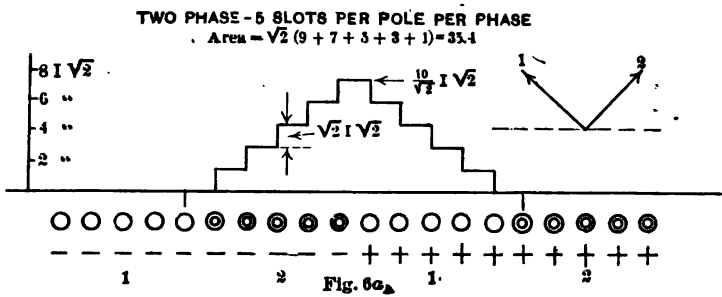 TWO PHASE - 5 SLOTS PER POLE PER PHASE
Area = √2 (9 + 7 + 5 + 3 + 1) = 35.4
8 I √2
6 "
4 "
2 "
10/√2 I √2
√2 I √2
1 2
− − − − − − − − − − + + + + + + + + + +
1 2 1 2
Fig. 6a